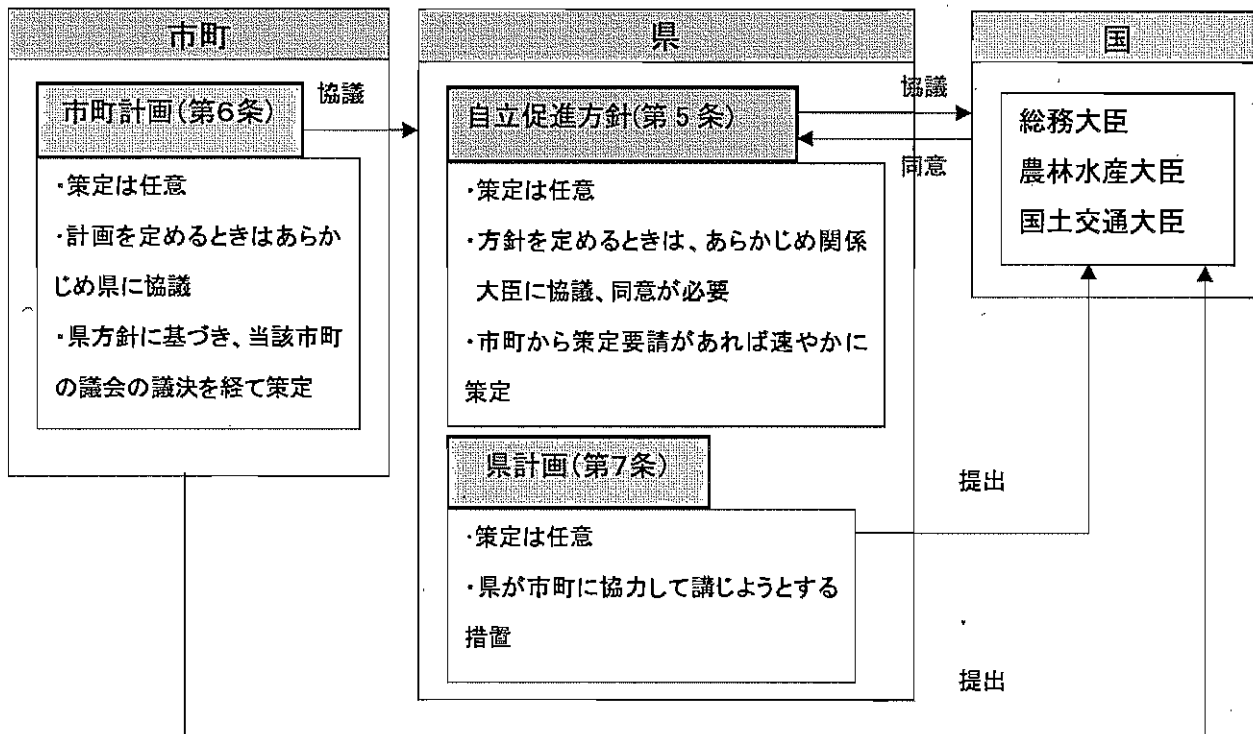 市町
市町計画(第6条)
・策定は任意
・計画を定めるときはあらか
じめ県に協議
・県方針に基づき、当該市町
の議会の議決を経て策定
協議
県
自立促進方針(第5条)
・策定は任意
・方針を定めるときは、あらかじめ関係
大臣に協議、同意が必要
・市町から策定要請があれば速やかに
策定
県計画(第7条)
・策定は任意
・県が市町に協力して講じようとする
措置
協議
同意
国
総務大臣
農林水産大臣
国土交通大臣
提出
提出